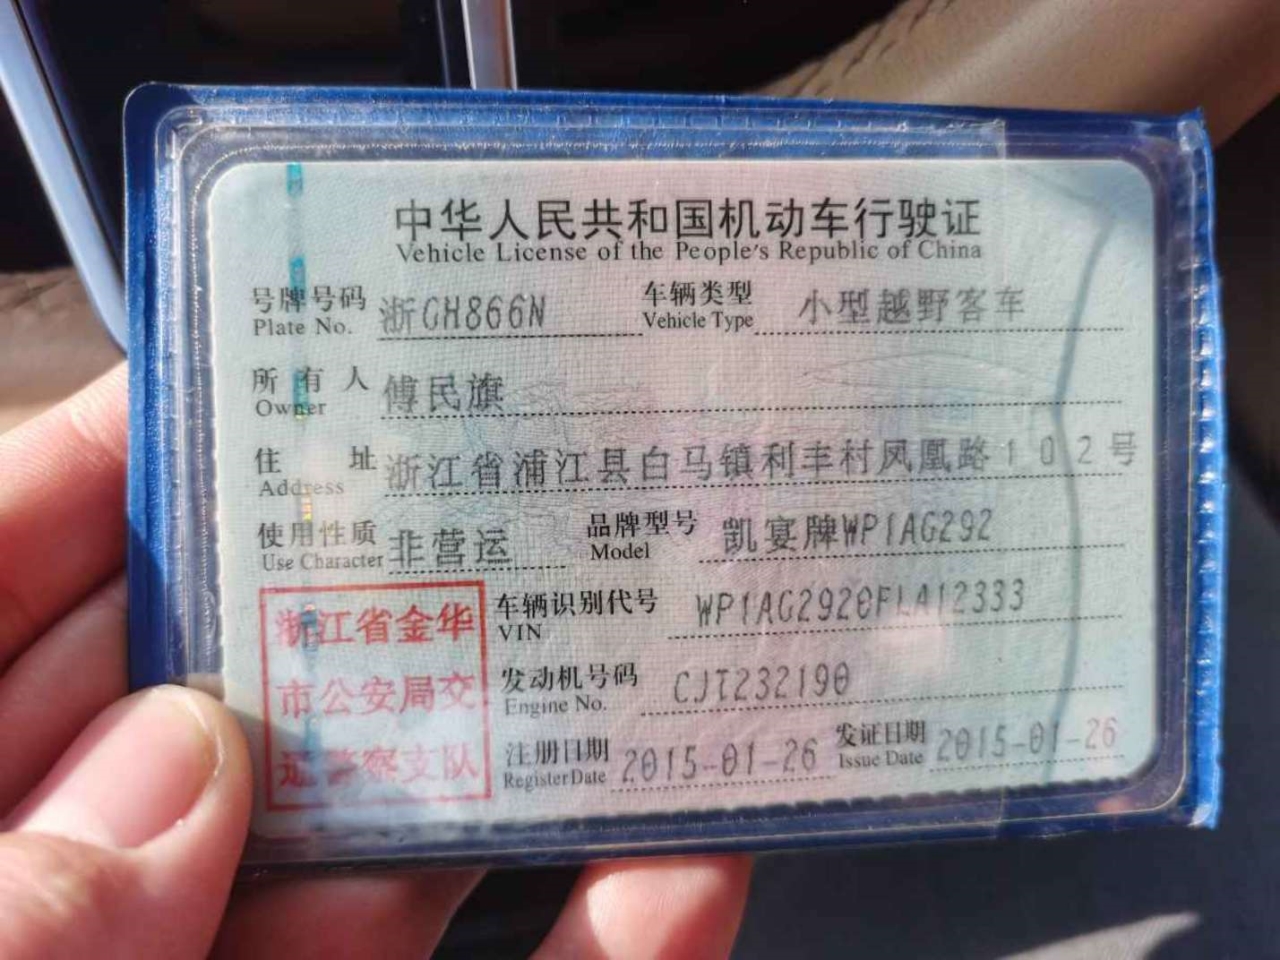 中华人民共和国机动车行驶证
Vehicle License of the People's Republic of China
号牌号码 浙GH866N 车辆类型 小型越野客车
Plate No. Vehicle Type
所有人 傅民旗
Owner
住址 浙江省浦江县白马镇利丰村凤凰路102号
Address
使用性质 非营运 品牌型号 凯宴牌WP1AG292
Use Character Model
浙江省金华
市公安局交
通警察支队
车辆识别代号 WP1AG2920FLA12333
VIN
发动机号码 CJT232190
Engine No.
注册日期 2015-01-26 发证日期 2015-01-26
Register Date Issue Date